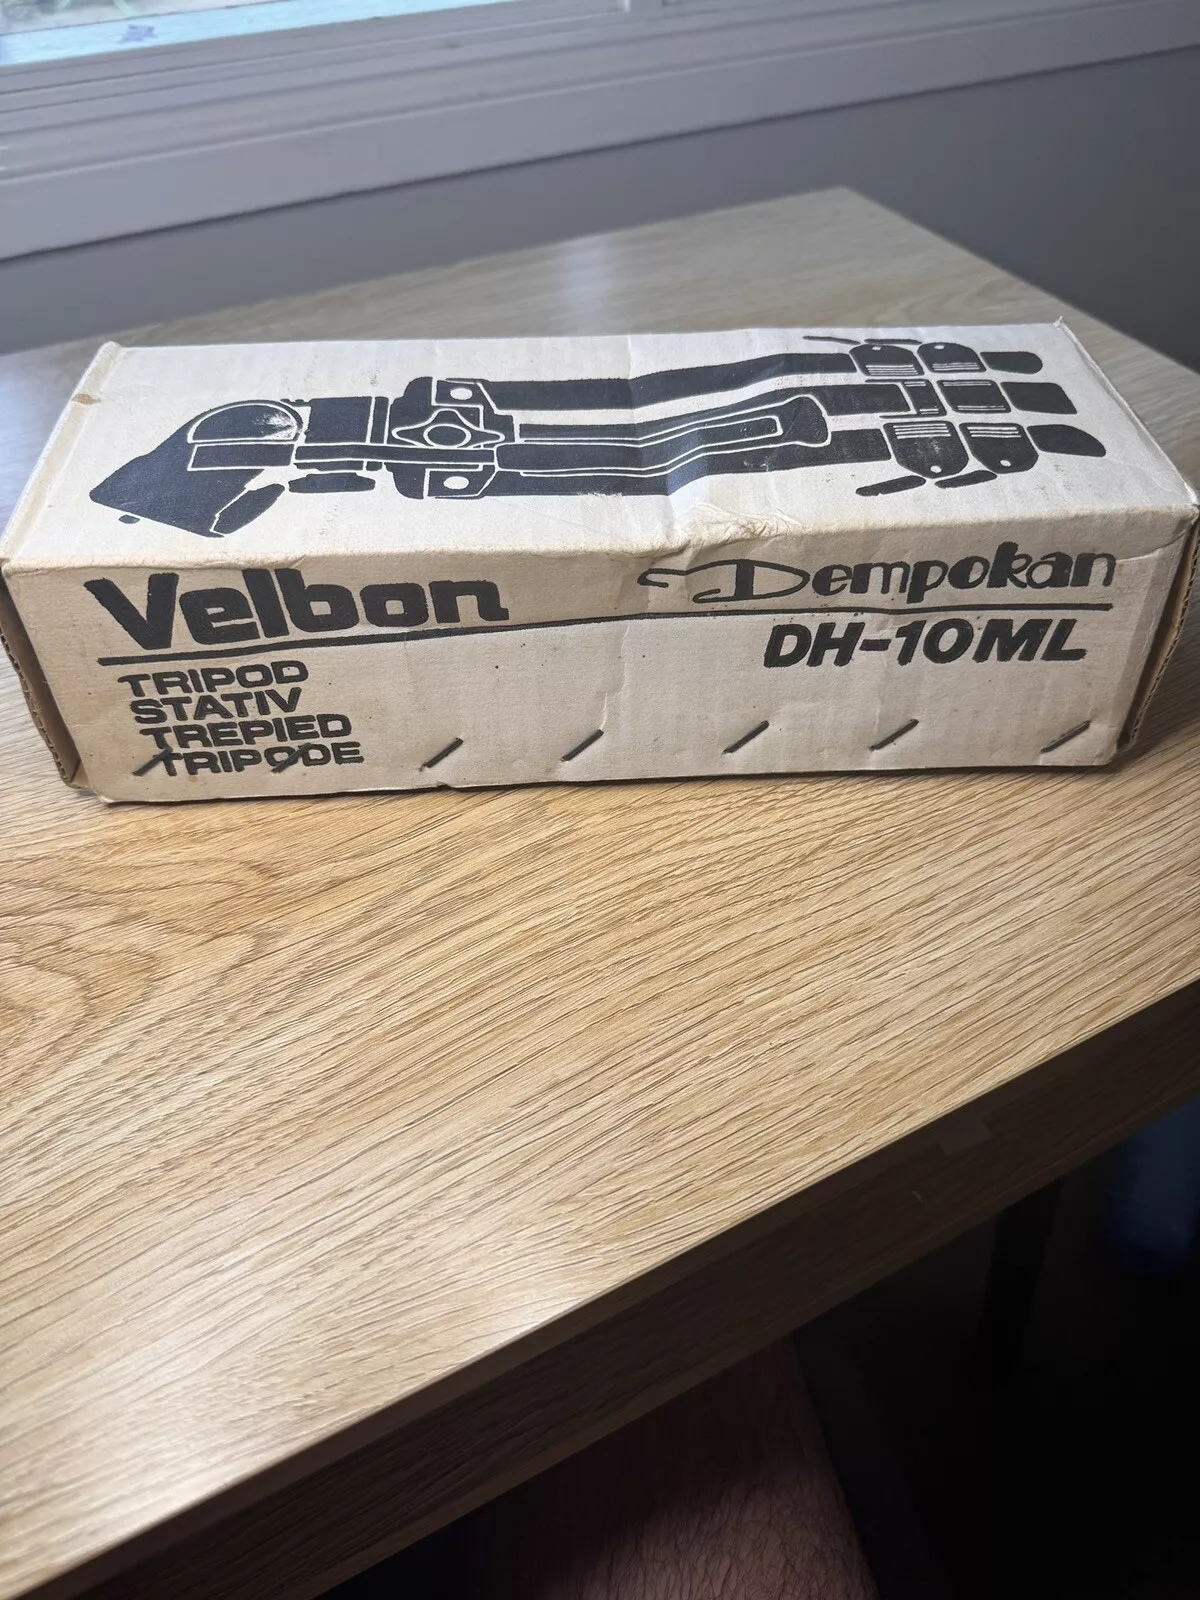 Velbon
Dempokan
DH-10ML
TRIPOD
STATIV
TREPIED
TRIPODE